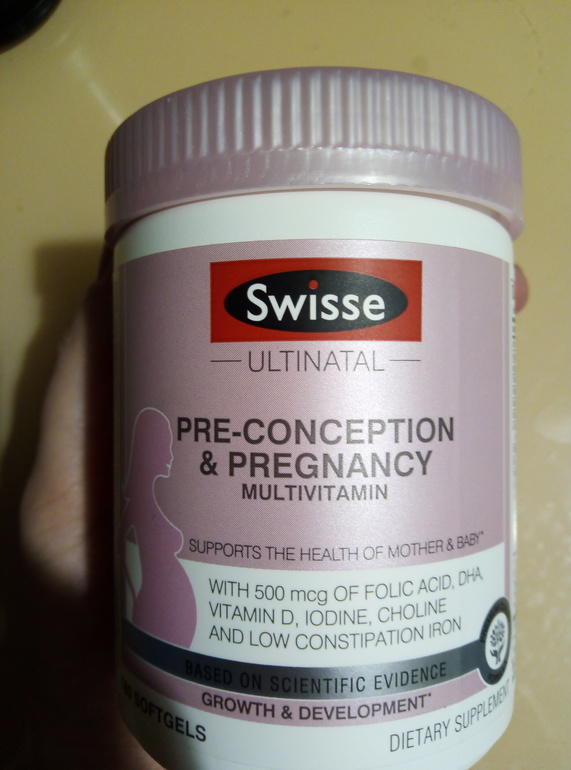 Swisse
ULTINATAL
PRE-CONCEPTION
& PREGNANCY
MULTIVITAMIN
SUPPORTS THE HEALTH OF MOTHER & BABY*
WITH 500 mcg OF FOLIC ACID, DHA,
VITAMIN D, IODINE, CHOLINE
AND LOW CONSTIPATION IRON
BASED ON SCIENTIFIC EVIDENCE
GROWTH & DEVELOPMENT*
SOFTGELS
DIETARY SUPPLEMENT